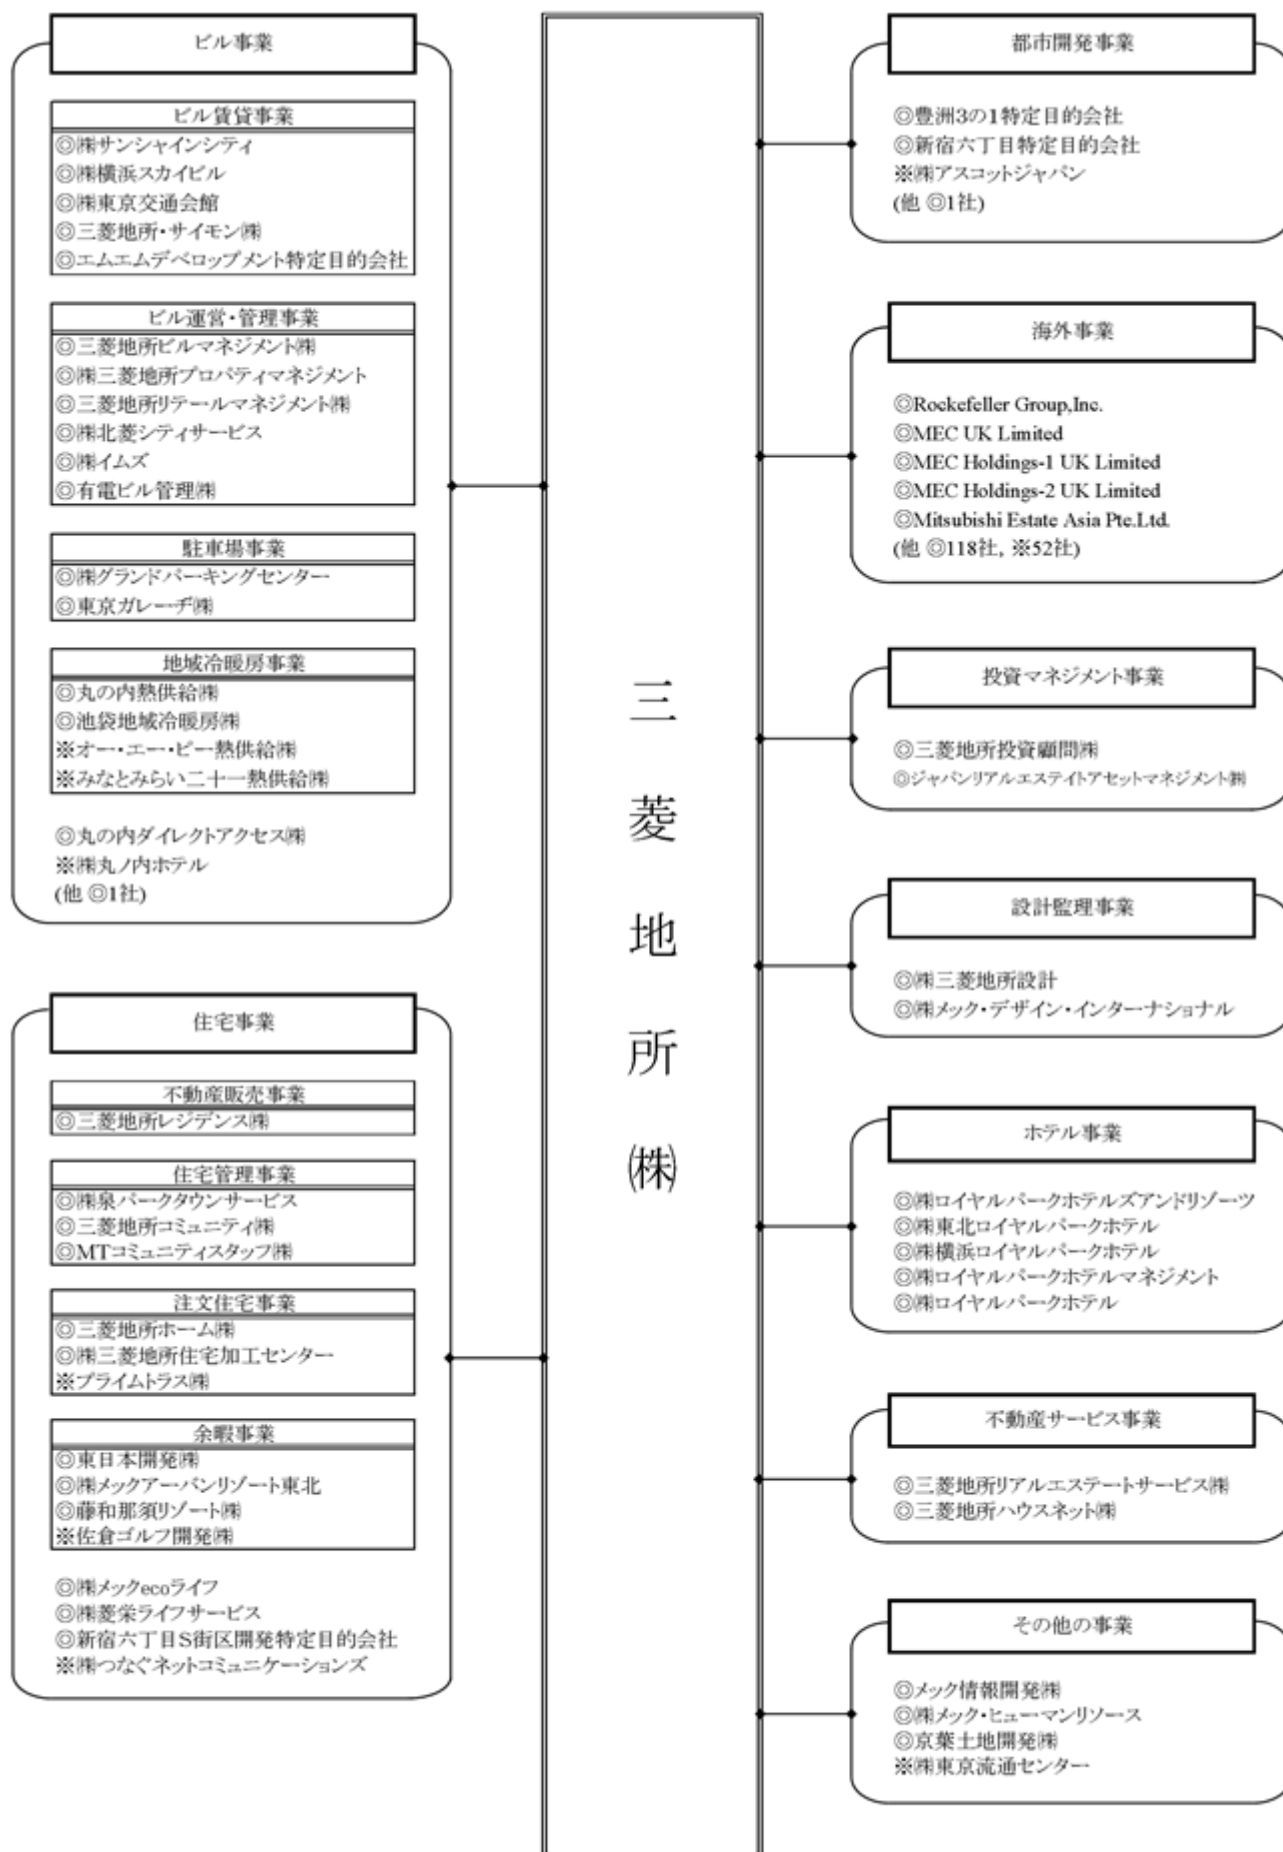 ビル事業
ビル賃貸事業
◎㈱サンシャインシティ
◎㈱横浜スカイビル
◎㈱東京交通会館
◎三菱地所・サイモン㈱
◎エムエムデベロップメント特定目的会社
ビル運営・管理事業
◎三菱地所ビルマネジメント㈱
◎㈱三菱地所プロパティマネジメント
◎三菱地所リテールマネジメント㈱
◎㈱北菱シティサービス
◎㈱イムズ
◎有電ビル管理㈱
駐車場事業
◎㈱グランドパーキングセンター
◎東京ガレーヂ㈱
地域冷暖房事業
◎丸の内熱供給㈱
◎池袋地域冷暖房㈱
※オー・エー・ピー熱供給㈱
※みなとみらい二十一熱供給㈱
◎丸の内ダイレクトアクセス㈱
※㈱丸ノ内ホテル
(他 ◎1社)
住宅事業
不動産販売事業
◎三菱地所レジデンス㈱
住宅管理事業
◎㈱泉パークタウンサービス
◎三菱地所コミュニティ㈱
◎MTコミュニティスタッフ㈱
注文住宅事業
◎三菱地所ホーム㈱
◎㈱三菱地所住宅加工センター
※プライムトラス㈱
余暇事業
◎東日本開発㈱
◎㈱メックアーバンリゾート東北
◎藤和那須リゾート㈱
※佐倉ゴルフ開発㈱
◎㈱メックecoライフ
◎㈱菱栄ライフサービス
◎新宿六丁目S街区開発特定目的会社
※㈱つなぐネットコミュニケーションズ
三菱地所㈱
都市開発事業
◎豊洲3の1特定目的会社
◎新宿六丁目特定目的会社
※㈱アスコットジャパン
(他 ◎1社)
海外事業
◎Rockefeller Group,Inc.
◎MEC UK Limited
◎MEC Holdings-1 UK Limited
◎MEC Holdings-2 UK Limited
◎Mitsubishi Estate Asia Pte.Ltd.
(他 ◎118社, ※52社)
投資マネジメント事業
◎三菱地所投資顧問㈱
◎ジャパンリアルエステイトアセットマネジメント㈱
設計監理事業
◎㈱三菱地所設計
◎㈱メック・デザイン・インターナショナル
ホテル事業
◎㈱ロイヤルパークホテルズアンドリゾーツ
◎㈱東北ロイヤルパークホテル
◎㈱横浜ロイヤルパークホテル
◎㈱ロイヤルパークホテルマネジメント
◎㈱ロイヤルパークホテル
不動産サービス事業
◎三菱地所リアルエステートサービス㈱
◎三菱地所ハウスネット㈱
その他の事業
◎メック情報開発㈱
◎㈱メック・ヒューマンリソース
◎京葉土地開発㈱
※㈱東京流通センター